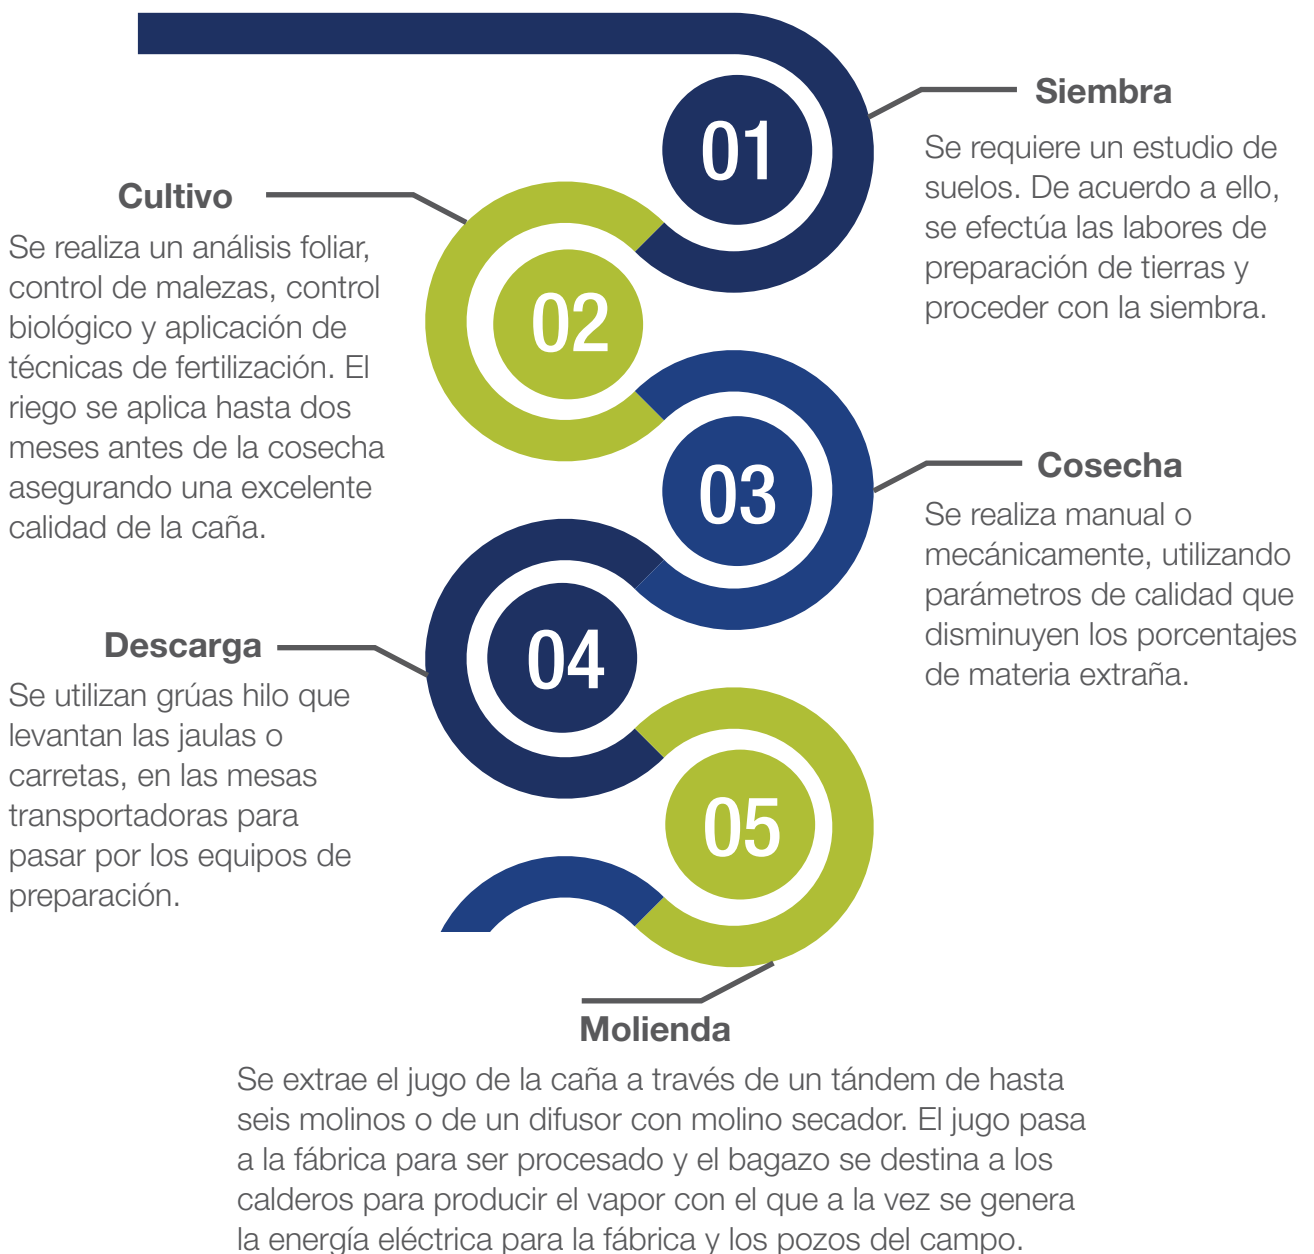 01
Siembra
Se requiere un estudio de
suelos. De acuerdo a ello,
se efectúa las labores de
preparación de tierras y
proceder con la siembra.
02
Cultivo
Se realiza un análisis foliar,
control de malezas, control
biológico y aplicación de
técnicas de fertilización. El
riego se aplica hasta dos
meses antes de la cosecha
asegurando una excelente
calidad de la caña.
03
Cosecha
Se realiza manual o
mecánicamente, utilizando
parámetros de calidad que
disminuyen los porcentajes
de materia extraña.
04
Descarga
Se utilizan grúas hilo que
levantan las jaulas o
carretas, en las mesas
transportadoras para
pasar por los equipos de
preparación.
05
Molienda
Se extrae el jugo de la caña a través de un tándem de hasta
seis molinos o de un difusor con molino secador. El jugo pasa
a la fábrica para ser procesado y el bagazo se destina a los
calderos para producir el vapor con el que a la vez se genera
la energía eléctrica para la fábrica y los pozos del campo.